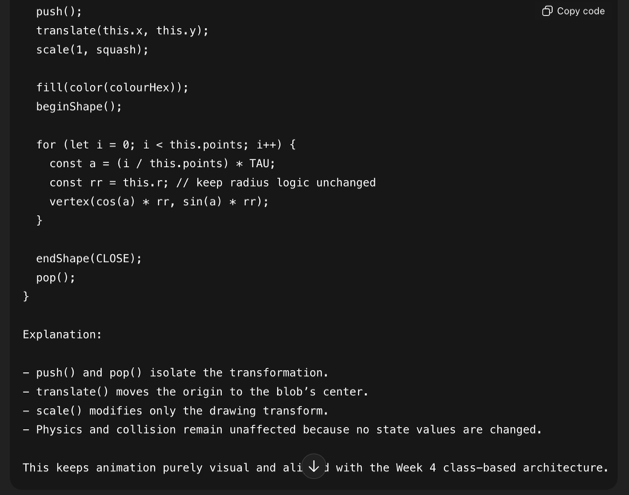 push();
Copy code
translate(this.x, this.y);
scale(1, squash);
fill(color(colourHex));
beginShape();
for (let i = 0; i < this.points; i++) {
const a = (i / this.points) * TAU;
const rr = this.r; // keep radius logic unchanged
vertex(cos(a) * rr, sin(a) * rr);
}
endShape(CLOSE);
pop();
}
Explanation:
- push() and pop() isolate the transformation.
- translate() moves the origin to the blob’s center.
- scale() modifies only the drawing transform.
- Physics and collision remain unaffected because no state values are changed.
This keeps animation purely visual and with the Week 4 class-based architecture.